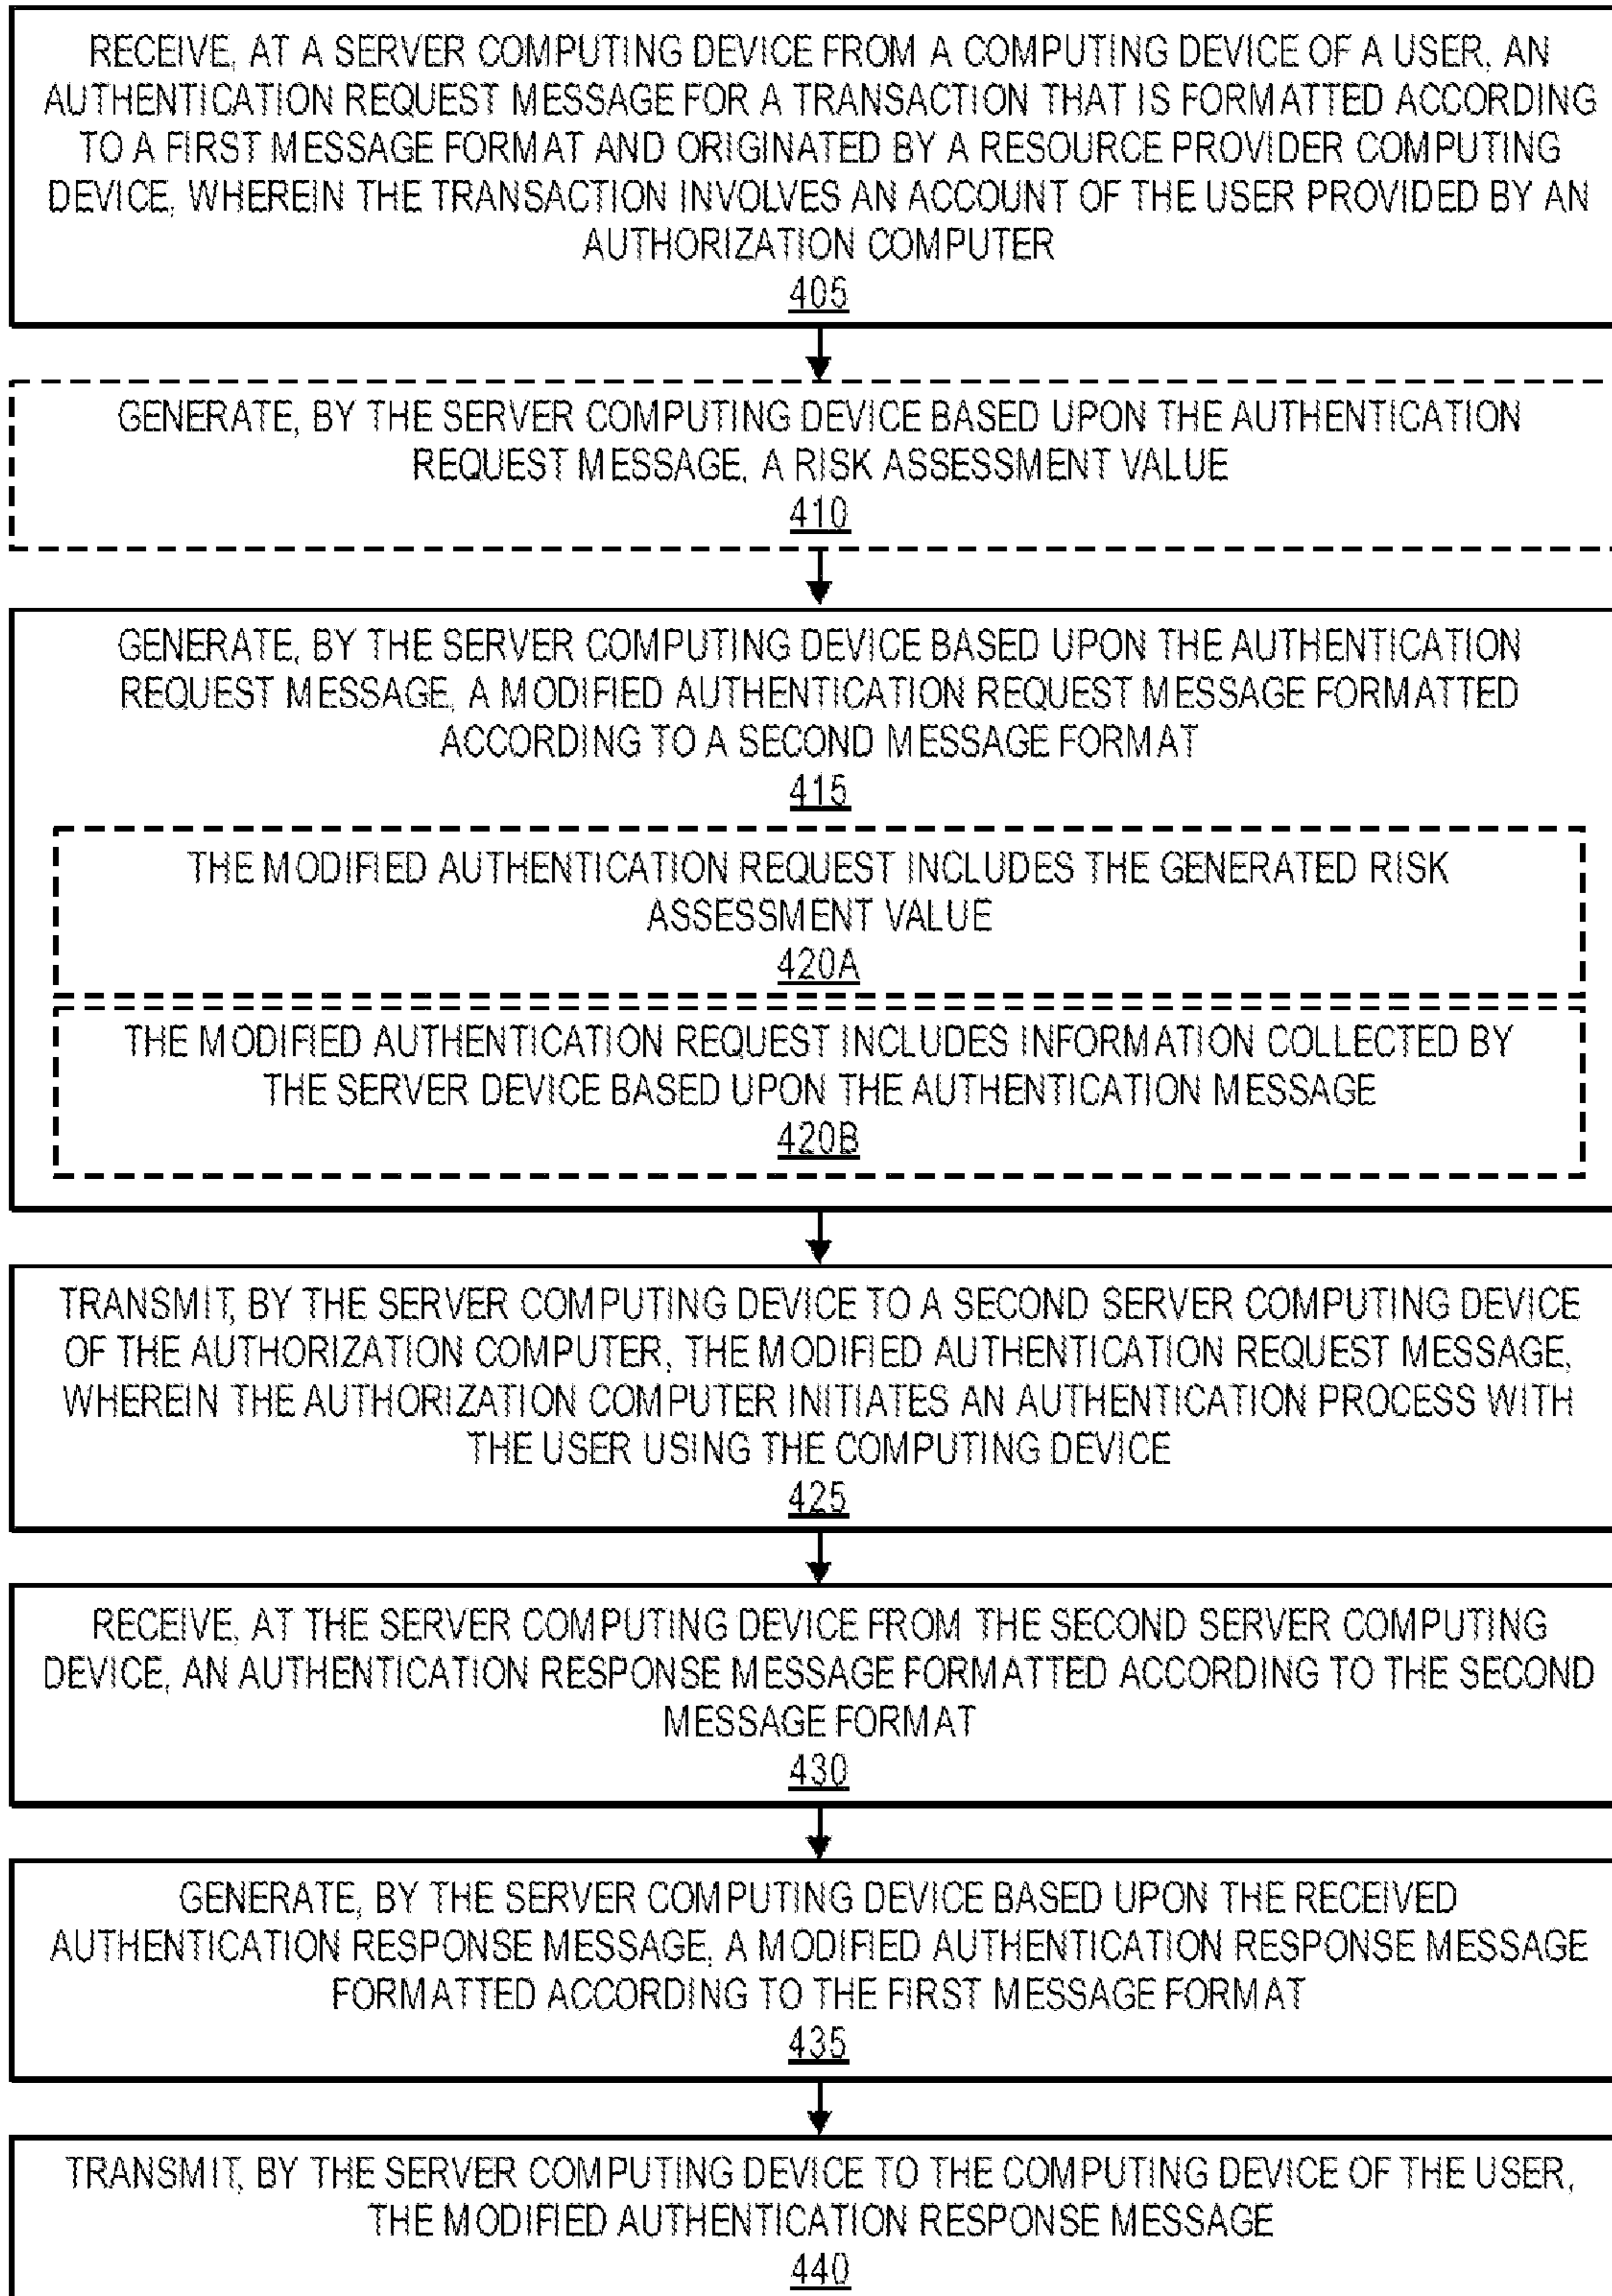 RECEIVE, AT A SERVER COMPUTING DEVICE FROM A COMPUTING DEVICE OF A USER, AN
AUTHENTICATION REQUEST MESSAGE FOR A TRANSACTION THAT IS FORMATTED ACCORDING
TO A FIRST MESSAGE FORMAT AND ORIGINATED BY A RESOURCE PROVIDER COMPUTING
DEVICE, WHEREIN THE TRANSACTION INVOLVES AN ACCOUNT OF THE USER PROVIDED BY AN
AUTHORIZATION COMPUTER
405
GENERATE, BY THE SERVER COMPUTING DEVICE BASED UPON THE AUTHENTICATION
REQUEST MESSAGE, A RISK ASSESSMENT VALUE
410
GENERATE, BY THE SERVER COMPUTING DEVICE BASED UPON THE AUTHENTICATION
REQUEST MESSAGE, A MODIFIED AUTHENTICATION REQUEST MESSAGE FORMATTED
ACCORDING TO A SECOND MESSAGE FORMAT
415
THE MODIFIED AUTHENTICATION REQUEST INCLUDES THE GENERATED RISK
ASSESSMENT VALUE
420A
THE MODIFIED AUTHENTICATION REQUEST INCLUDES INFORMATION COLLECTED BY
THE SERVER DEVICE BASED UPON THE AUTHENTICATION MESSAGE
420B
TRANSMIT, BY THE SERVER COMPUTING DEVICE TO A SECOND SERVER COMPUTING DEVICE
OF THE AUTHORIZATION COMPUTER, THE MODIFIED AUTHENTICATION REQUEST MESSAGE,
WHEREIN THE AUTHORIZATION COMPUTER INITIATES AN AUTHENTICATION PROCESS WITH
THE USER USING THE COMPUTING DEVICE
425
RECEIVE, AT THE SERVER COMPUTING DEVICE FROM THE SECOND SERVER COMPUTING
DEVICE, AN AUTHENTICATION RESPONSE MESSAGE FORMATTED ACCORDING TO THE SECOND
MESSAGE FORMAT
430
GENERATE, BY THE SERVER COMPUTING DEVICE BASED UPON THE RECEIVED
AUTHENTICATION RESPONSE MESSAGE, A MODIFIED AUTHENTICATION RESPONSE MESSAGE
FORMATTED ACCORDING TO THE FIRST MESSAGE FORMAT
435
TRANSMIT, BY THE SERVER COMPUTING DEVICE TO THE COMPUTING DEVICE OF THE USER,
THE MODIFIED AUTHENTICATION RESPONSE MESSAGE
440